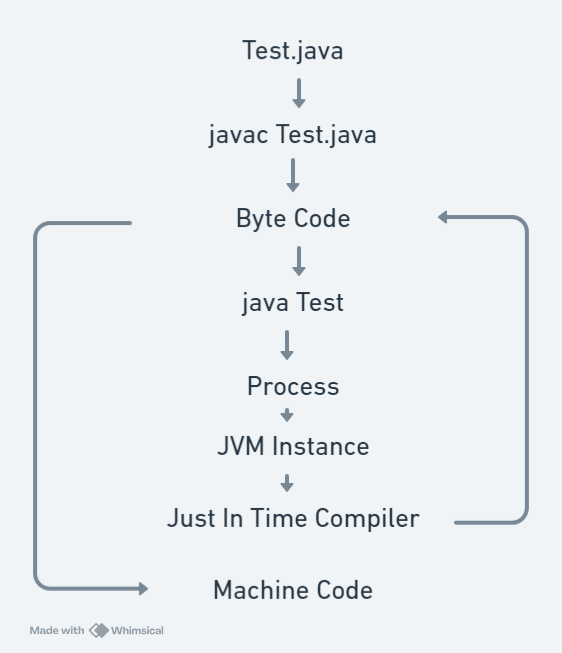 Test.java
javac Test.java
Byte Code
java Test
Process
JVM Instance
Just In Time Compiler
Machine Code
Made with Whimsical